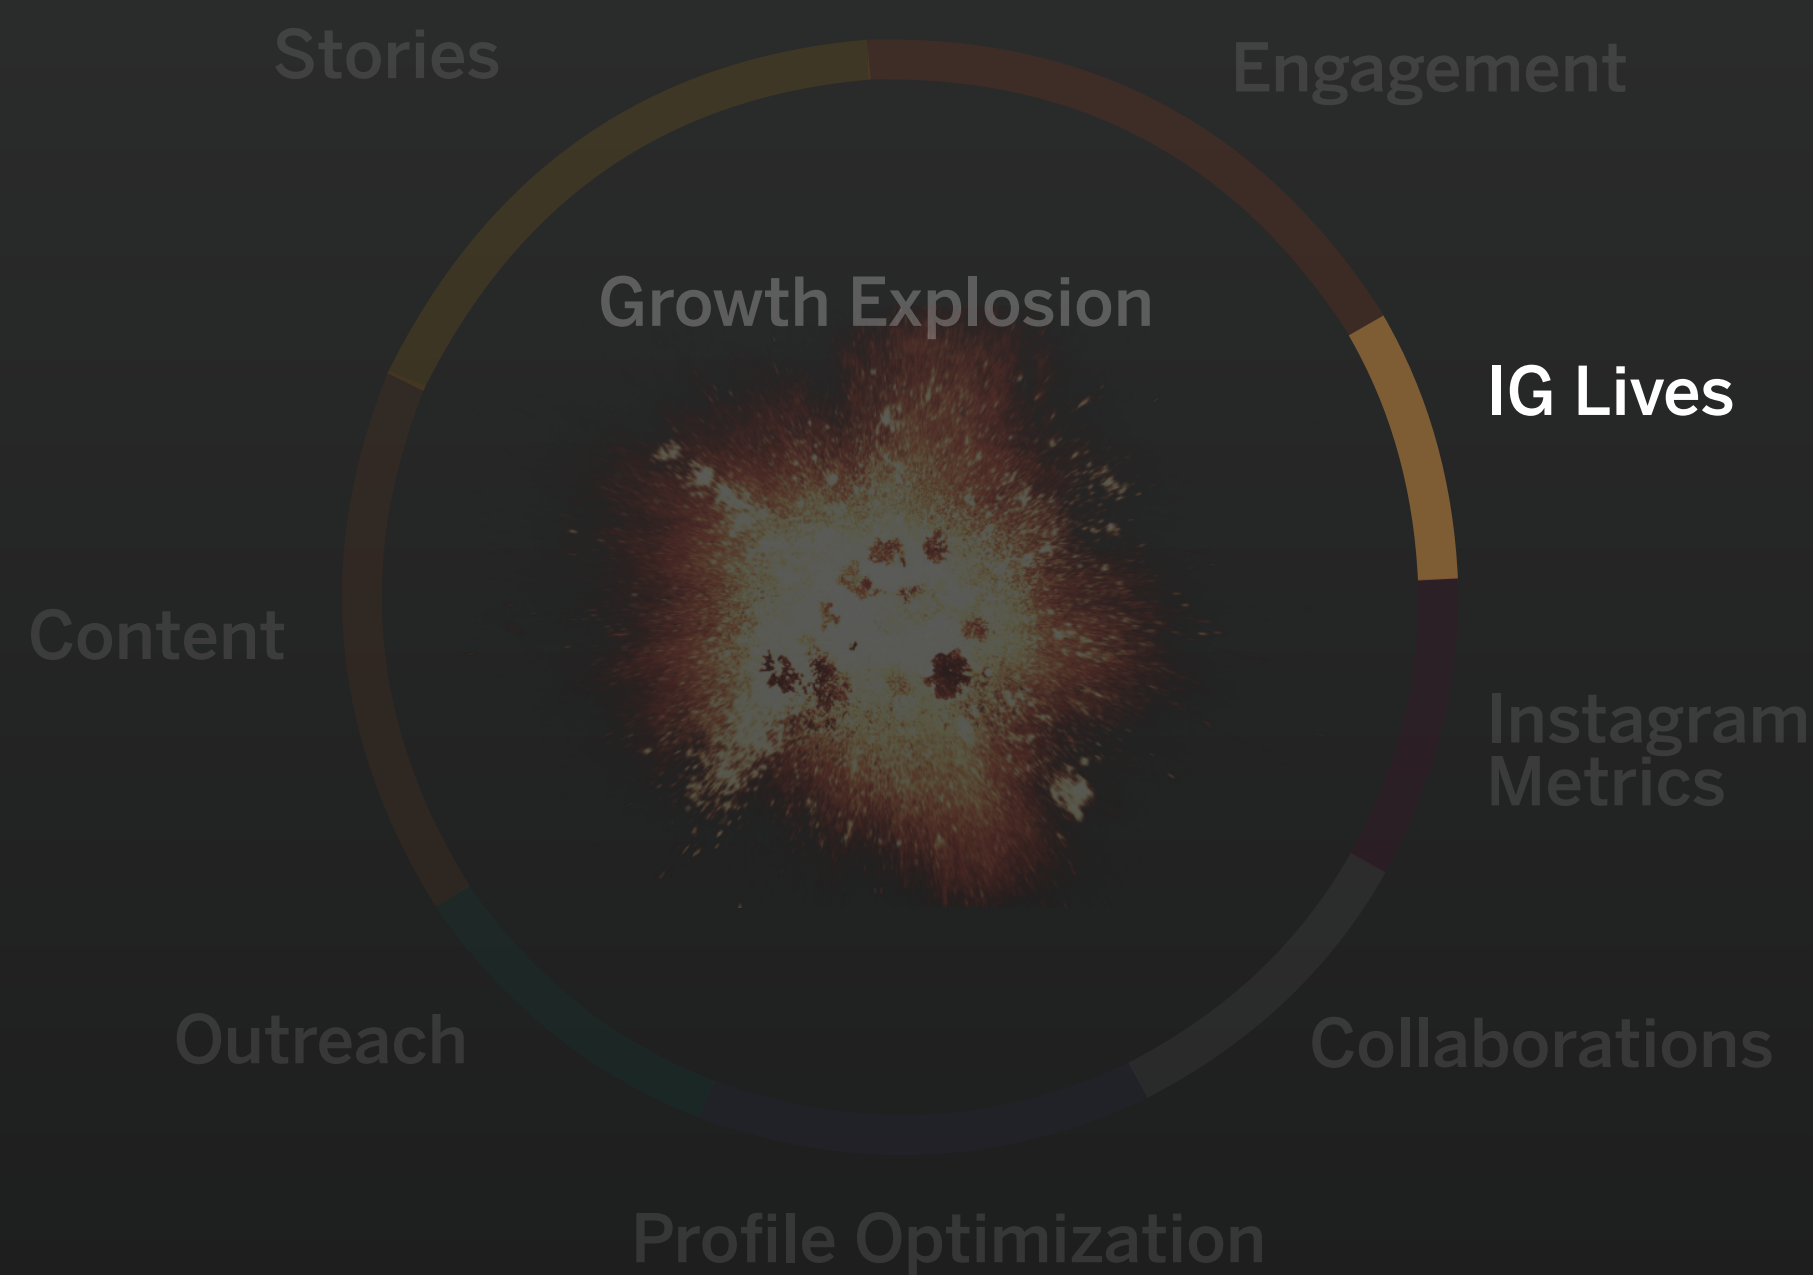 Stories
Engagement
Growth Explosion
IG Lives
Content
Instagram
Metrics
Outreach
Collaborations
Profile Optimization